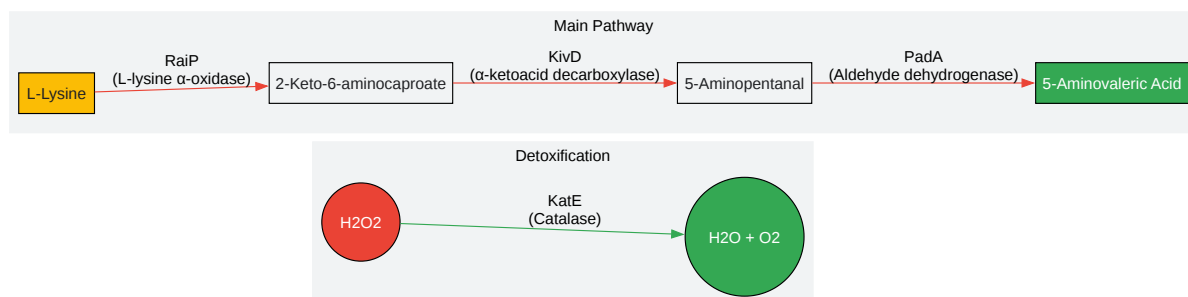 Main Pathway
RaiP
(L-lysine α-oxidase)
KivD
(α-ketoacid decarboxylase)
PadA
(Aldehyde dehydrogenase)
L-Lysine
2-Keto-6-aminocaproate
5-Aminopentanal
5-Aminovaleric Acid
Detoxification
KatE
(Catalase)
H2O2
H2O + O2